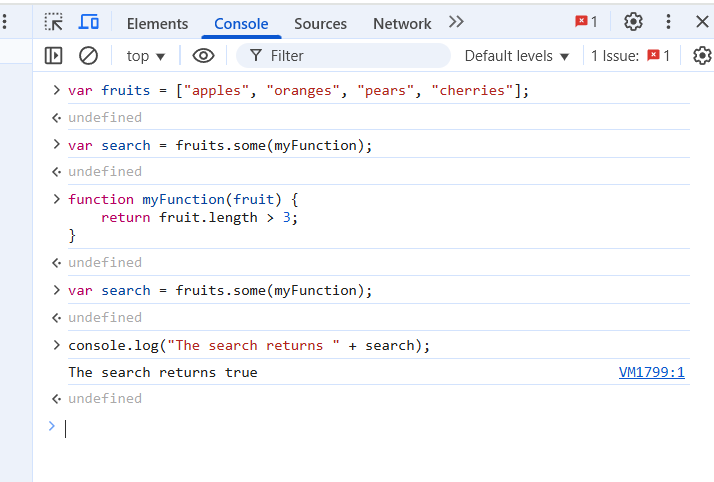 Elements Console Sources Network 1
top Filter Default levels 1 Issue: 1
var fruits = ["apples", "oranges", "pears", "cherries"];
undefined
var search = fruits.some(myFunction);
undefined
function myFunction(fruit) {
    return fruit.length > 3;
}
undefined
var search = fruits.some(myFunction);
undefined
console.log("The search returns " + search);
The search returns true VM1799:1
undefined